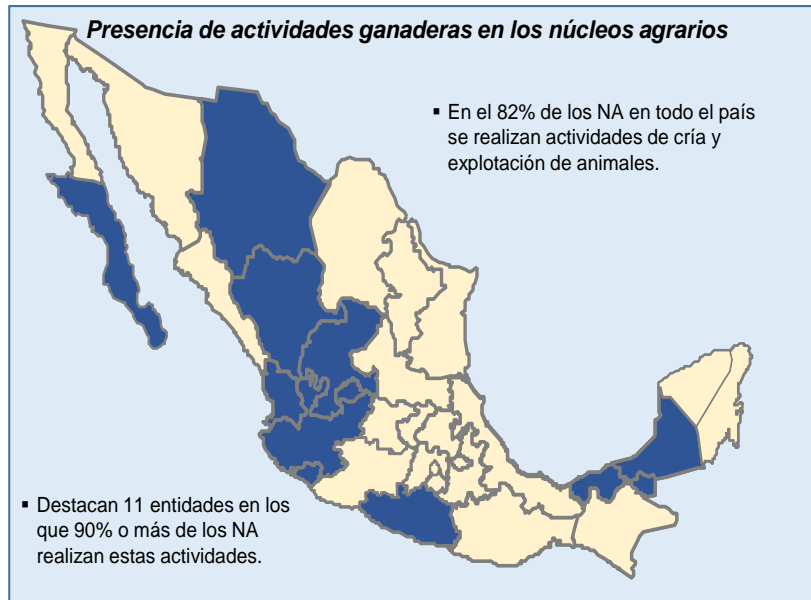 Presencia de actividades ganaderas en los núcleos agrarios
▪ En el 82% de los NA en todo el país
se realizan actividades de cría y
explotación de animales.
▪ Destacan 11 entidades en los
que 90% o más de los NA
realizan estas actividades.